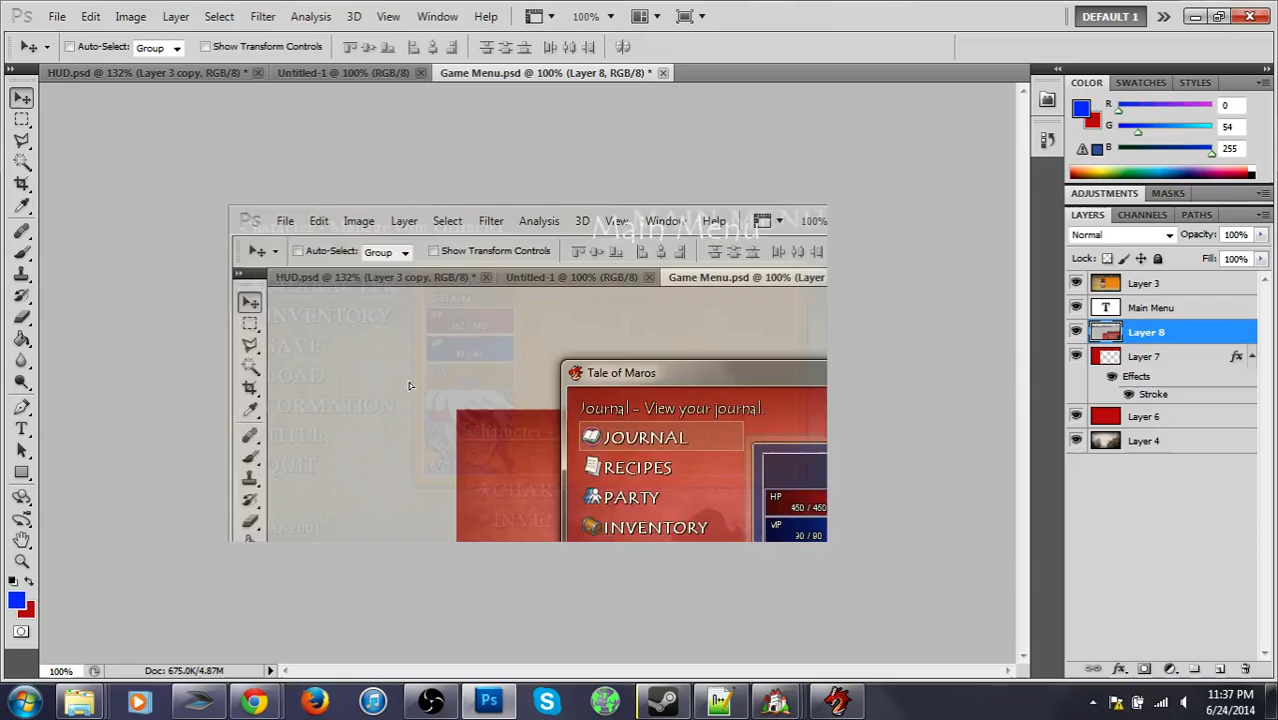 Ps File Edit Image Layer Select Filter Analysis 3D View Window Help 100% DEFAULT 1
Auto-Select: Group Show Transform Controls
HUD.psd @ 132% (Layer 3 copy, RGB/8) * Untitled-1 @ 100% (RGB/8) Game Menu.psd @ 100% (Layer 8, RGB/8) *
COLOR SWATCHES STYLES
R 0
G 54
B 255
ADJUSTMENTS MASKS
LAYERS CHANNELS PATHS
Normal Opacity: 100%
Lock: Fill: 100%
Layer 3
T Main Menu
Layer 8
Layer 7 fx
Effects
Stroke
Layer 6
Layer 4
Ps File Edit Image Layer Select Filter Analysis 3D View Window Help 100%
Main Menu
Auto-Select: Group Show Transform Controls
HUD.psd @ 132% (Layer 3 copy, RGB/8) * Untitled-1 @ 100% (RGB/8) Game Menu.psd @ 100% (Layer
Soldier
INVENTORY
SAVE
LOAD
FORMATION
TITLE
QUIT
HP
Tale of Maros
Journal - View your journal.
JOURNAL
RECIPES
PARTY
INVENTORY
HP
450 / 450
MP
90 / 90
Character -
100% Doc: 675.0K/4.87M
11:37 PM
6/24/2014